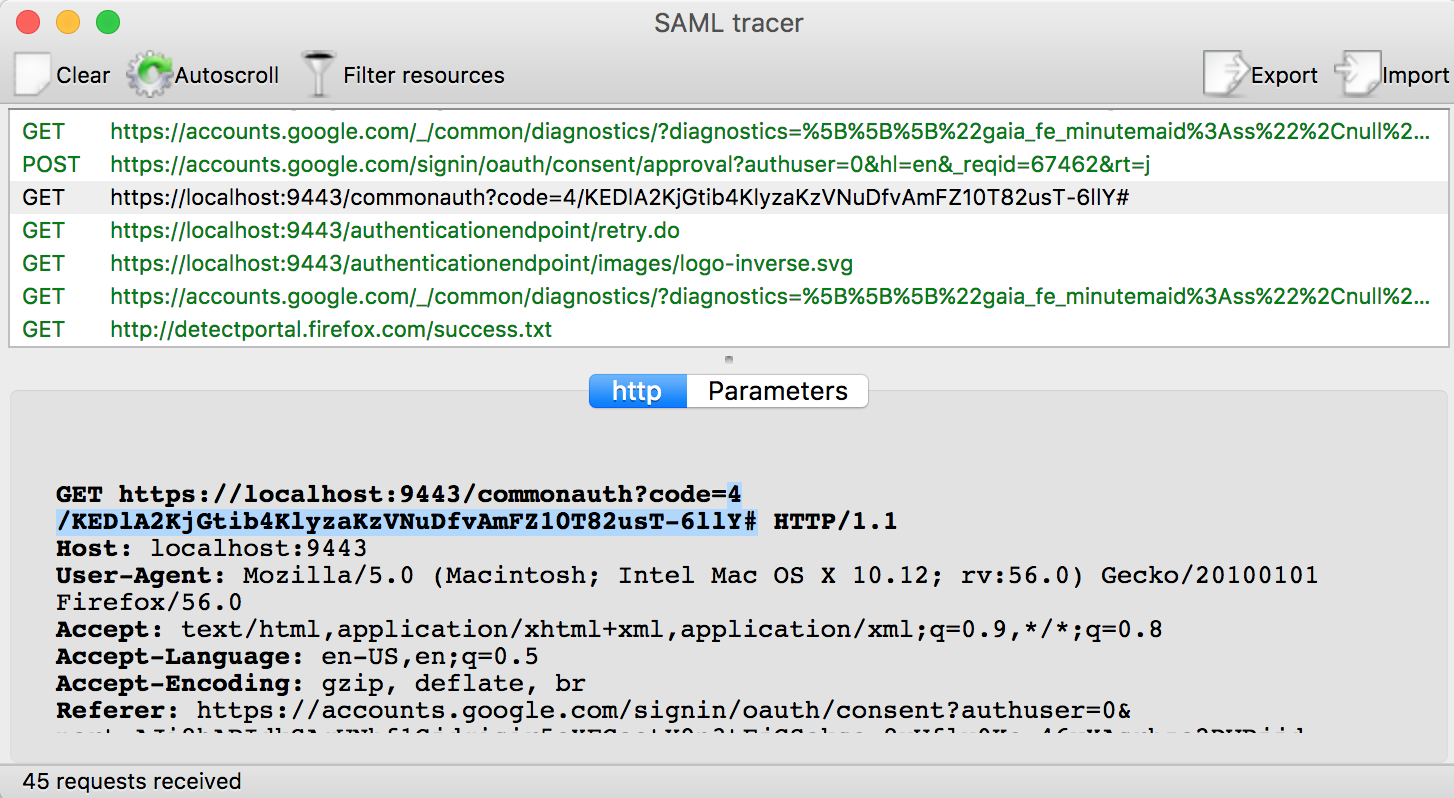 SAML tracer
Clear Autoscroll Filter resources Export Import
GET https://accounts.google.com/_/common/diagnostics/?diagnostics=%5B%5B%5B%22gaia_fe_minutemaid%3Ass%22%2Cnull%2...
POST https://accounts.google.com/signin/oauth/consent/approval?authuser=0&hl=en&_reqid=67462&rt=j
GET https://localhost:9443/commonauth?code=4/KEDlA2KjGtib4KlyzaKzVNuDfvAmFZ10T82usT-6llY#
GET https://localhost:9443/authenticationendpoint/retry.do
GET https://localhost:9443/authenticationendpoint/images/logo-inverse.svg
GET https://accounts.google.com/_/common/diagnostics/?diagnostics=%5B%5B%5B%22gaia_fe_minutemaid%3Ass%22%2Cnull%2...
GET http://detectportal.firefox.com/success.txt
http Parameters
GET https://localhost:9443/commonauth?code=4
/KEDlA2KjGtib4KlyzaKzVNuDfvAmFZ10T82usT-6llY# HTTP/1.1
Host: localhost:9443
User-Agent: Mozilla/5.0 (Macintosh; Intel Mac OS X 10.12; rv:56.0) Gecko/20100101
Firefox/56.0
Accept: text/html,application/xhtml+xml,application/xml;q=0.9,*/*;q=0.8
Accept-Language: en-US,en;q=0.5
Accept-Encoding: gzip, deflate, br
Referer: https://accounts.google.com/signin/oauth/consent?authuser=0&
45 requests received